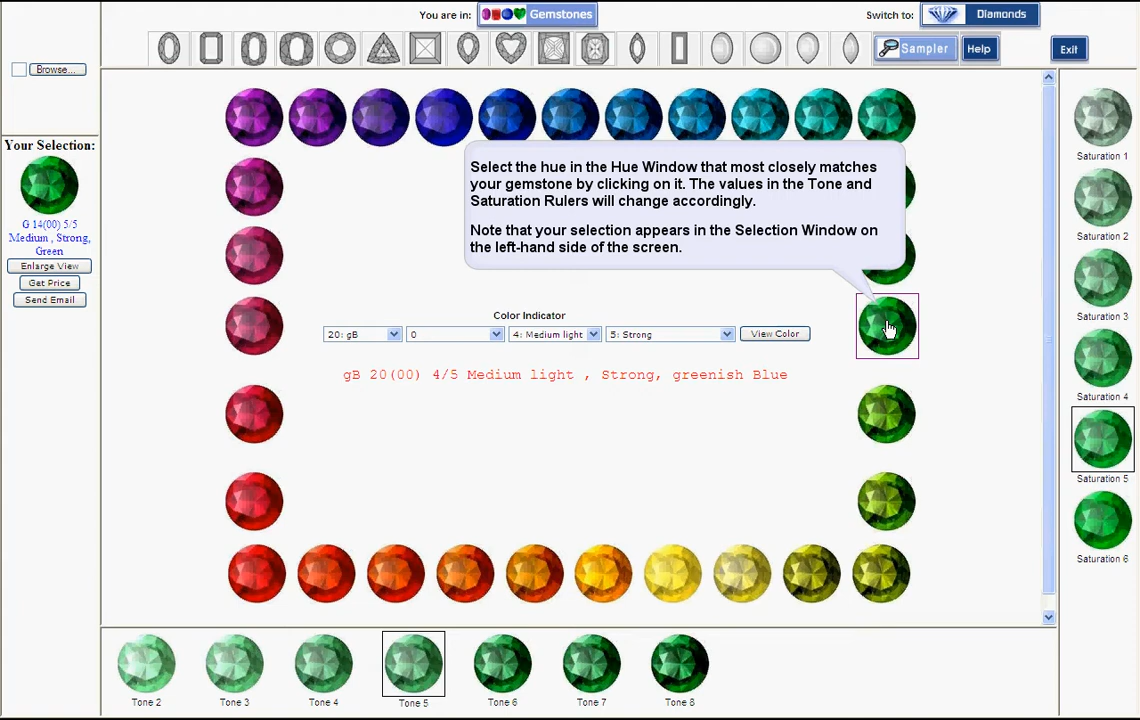 You are in:
Gemstones
Switch to:
Diamonds
Sampler
Help
Exit
Browse...
Your Selection:
G 14(00) 5/5
Medium , Strong,
Green
Enlarge View
Get Price
Send Email
Select the hue in the Hue Window that most closely matches
your gemstone by clicking on it. The values in the Tone and
Saturation Rulers will change accordingly.
Note that your selection appears in the Selection Window on
the left-hand side of the screen.
Color Indicator
20: gB
0
4: Medium light
5: Strong
View Color
gB 20(00) 4/5 Medium light , Strong, greenish Blue
Saturation 1
Saturation 2
Saturation 3
Saturation 4
Saturation 5
Saturation 6
Tone 2
Tone 3
Tone 4
Tone 5
Tone 6
Tone 7
Tone 8